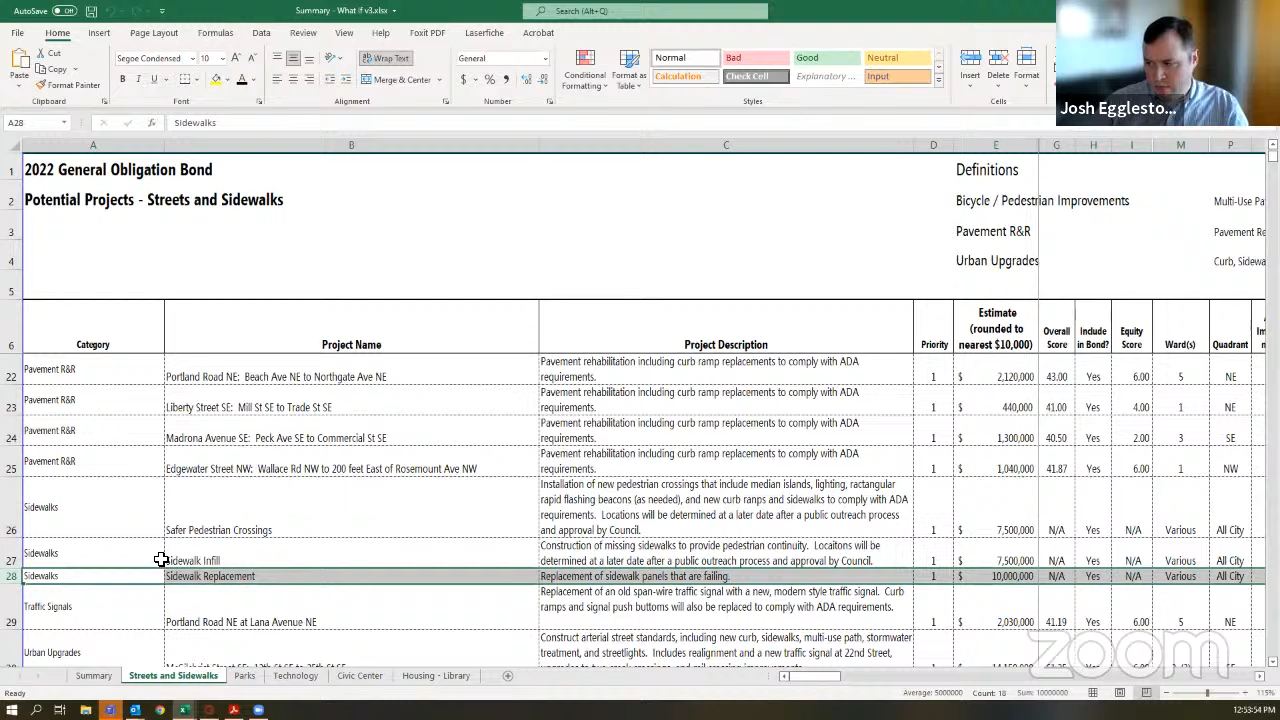 AutoSave Off Summary - What if v3.xlsx Search (Alt+Q)
File Home Insert Page Layout Formulas Data Review View Foxit PDF Laserfiche Acrobat
Paste Cut Copy Format Painter
Segoe Condensed 10
B I U
Wrap Text
Merge & Center
General
$ % ,
Conditional Formatting Format as Table
Normal Bad Good Neutral
Calculation Check Cell Explanatory ... Input
Insert Delete Format
Clipboard Font Alignment Number Styles Cells
Josh Egglesto...
A28 fx Sidewalks
A B C D E G H I M P
1 2022 General Obligation Bond Definitions
2 Potential Projects - Streets and Sidewalks Bicycle / Pedestrian Improvements Multi-Use Pa
3 Pavement R&R Pavement Re
4 Urban Upgrades Curb, Sidewa
5
6 Category Project Name Project Description Priority Estimate (rounded to nearest $10,000) Overall Score Include in Bond? Equity Score Ward(s) Quadrant
22 Pavement R&R Portland Road NE: Beach Ave NE to Northgate Ave NE Pavement rehabilitation including curb ramp replacements to comply with ADA requirements. 1 $ 2,120,000 43.00 Yes 6.00 5 NE
23 Pavement R&R Liberty Street SE: Mill St SE to Trade St SE Pavement rehabilitation including curb ramp replacements to comply with ADA requirements. 1 $ 440,000 41.00 Yes 4.00 1 NE
24 Pavement R&R Madrona Avenue SE: Peck Ave SE to Commercial St SE Pavement rehabilitation including curb ramp replacements to comply with ADA requirements. 1 $ 1,300,000 40.50 Yes 2.00 3 SE
25 Pavement R&R Edgewater Street NW: Wallace Rd NW to 200 feet East of Rosemount Ave NW Pavement rehabilitation including curb ramp replacements to comply with ADA requirements. 1 $ 1,040,000 41.87 Yes 6.00 1 NW
26 Sidewalks Safer Pedestrian Crossings Installation of new pedestrian crossings that include median islands, lighting, ractangular rapid flashing beacons (as needed), and new curb ranps and sidewalks to comply with ADA requirements. Locations will be determined at a later date after a public outreach process and approval by Council. 1 $ 7,500,000 N/A Yes N/A Various All City
27 Sidewalks Sidewalk Infill Construction of missing sidewalks to provide pedestrian continuity. Locaitons will be determined at a later date after a public outreach process and approval by Council. 1 $ 7,500,000 N/A Yes N/A Various All City
28 Sidewalks Sidewalk Replacement Replacement of sidewalk panels that are failing. 1 $ 10,000,000 N/A Yes N/A Various All City
29 Traffic Signals Portland Road NE at Lana Avenue NE Replacement of an old span-wire traffic signal with a new, modern style traffic signal. Curb ramps and signal push buttoms will also be replaced to comply with ADA requirements. 1 $ 2,030,000 41.19 Yes 6.00 5 NE
Urban Upgrades Construct arterial street standards, including new curb, sidewalks, multi-use path, stormwater treatment, and streetlights. Includes realignment and a new traffic signal at 22nd Street,
zoom
Summary Streets and Sidewalks Parks Technology Civic Center Housing - Library
Ready Average: 5000000 Count: 18 Sum: 10000000 115%
12:53:54 PM